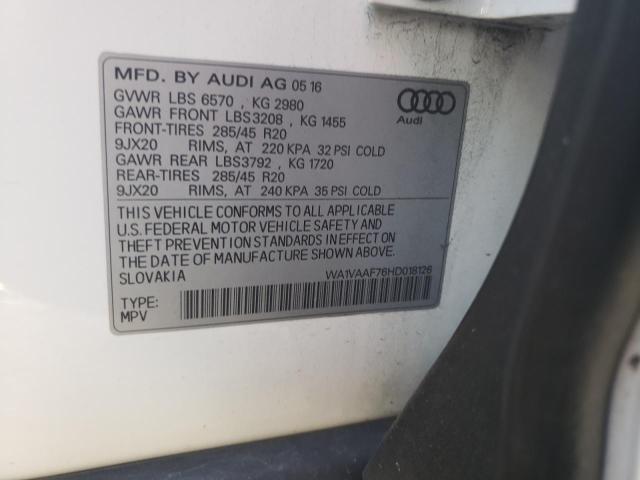 MFD. BY AUDI AG 05 16
GVWR LBS 6570 , KG 2980
GAWR FRONT LBS3208 , KG 1455
FRONT-TIRES 285/45 R20
9JX20 RIMS, AT 220 KPA 32 PSI COLD
GAWR REAR LBS3792 , KG 1720
REAR-TIRES 285/45 R20
9JX20 RIMS, AT 240 KPA 35 PSI COLD
Audi
THIS VEHICLE CONFORMS TO ALL APPLICABLE
U.S. FEDERAL MOTOR VEHICLE SAFETY AND
THEFT PREVENTION STANDARDS IN EFFECT ON
THE DATE OF MANUFACTURE SHOWN ABOVE.
SLOVAKIA WA1VAAF76HD018126
TYPE:
MPV